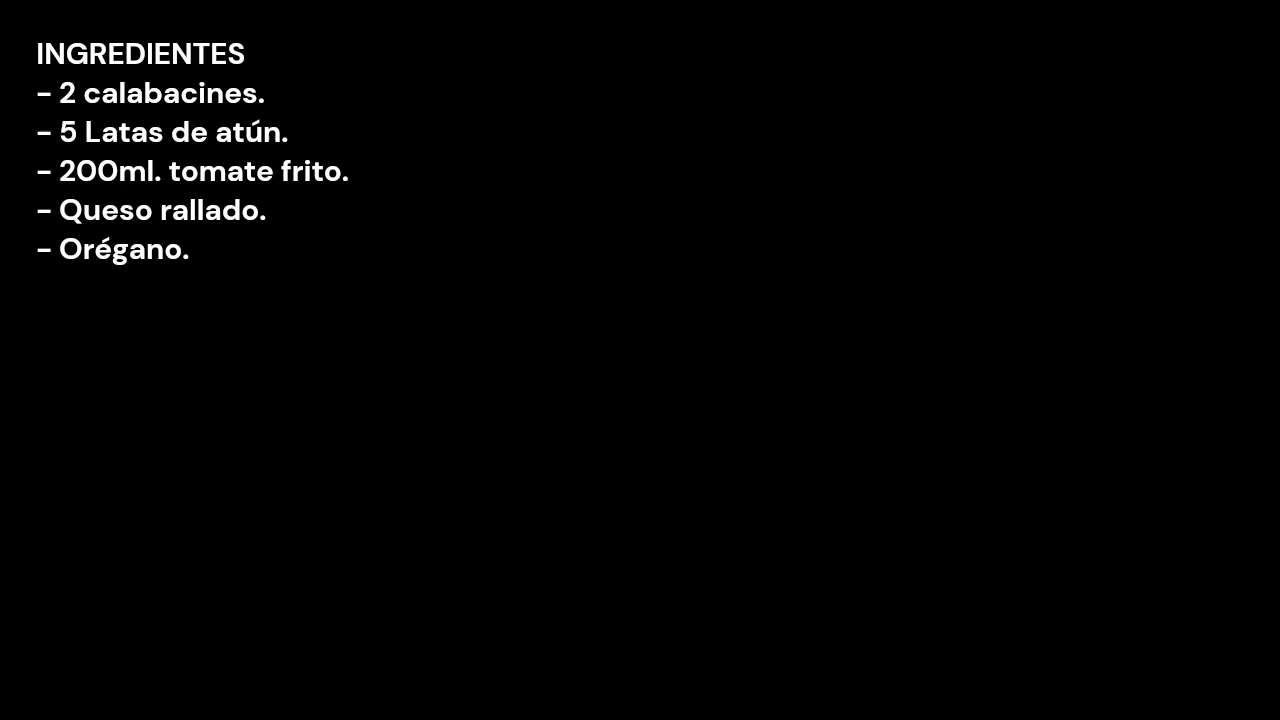 INGREDIENTES
- 2 calabacines.
- 5 Latas de atún.
- 200ml. tomate frito.
- Queso rallado.
- Orégano.